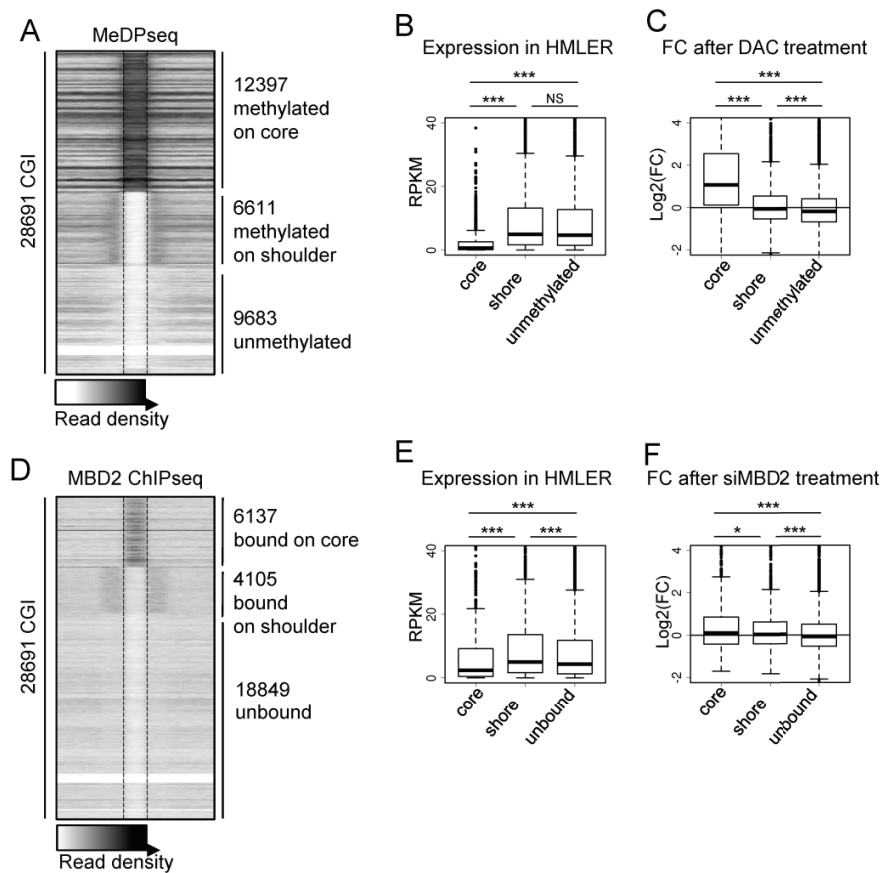 A
MeDPseq
28691 CGI
12397
methylated
on core
6611
methylated
on shoulder
9683
unmethylated
Read density
B
Expression in HMLER
***
***
NS
RPKM
40
20
0
core
shore
unmethylated
C
FC after DAC treatment
***
***
***
Log2(FC)
4
2
0
-2
core
shore
unmethylated
D
MBD2 ChIPseq
28691 CGI
6137
bound on core
4105
bound
on shoulder
18849
unbound
Read density
E
Expression in HMLER
***
***
***
RPKM
40
20
0
core
shore
unbound
F
FC after siMBD2 treatment
***
*
***
Log2(FC)
4
2
0
-2
core
shore
unbound